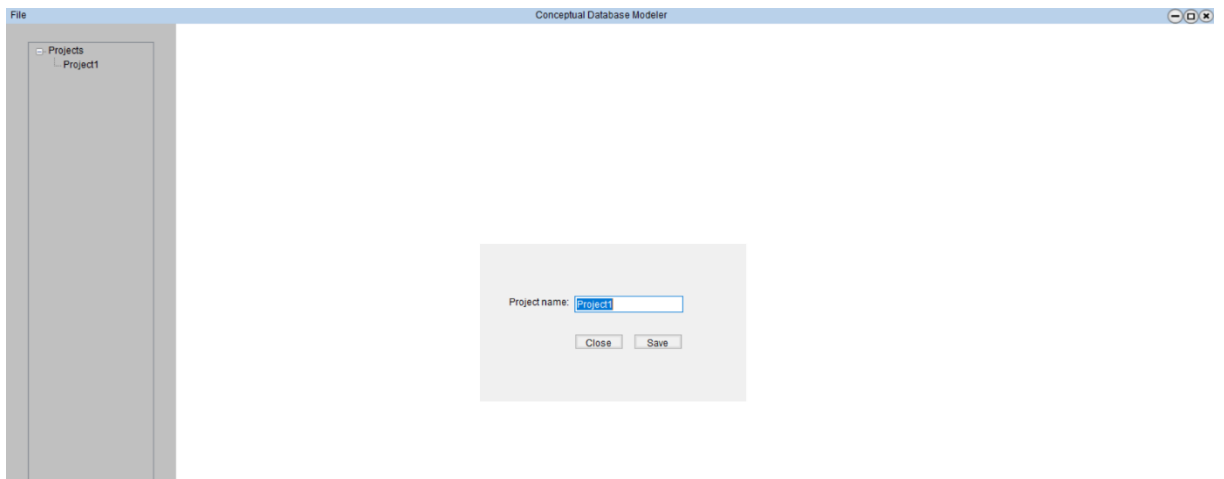 File
Conceptual Database Modeler
Projects
Project1
Project name: Project1
Close Save